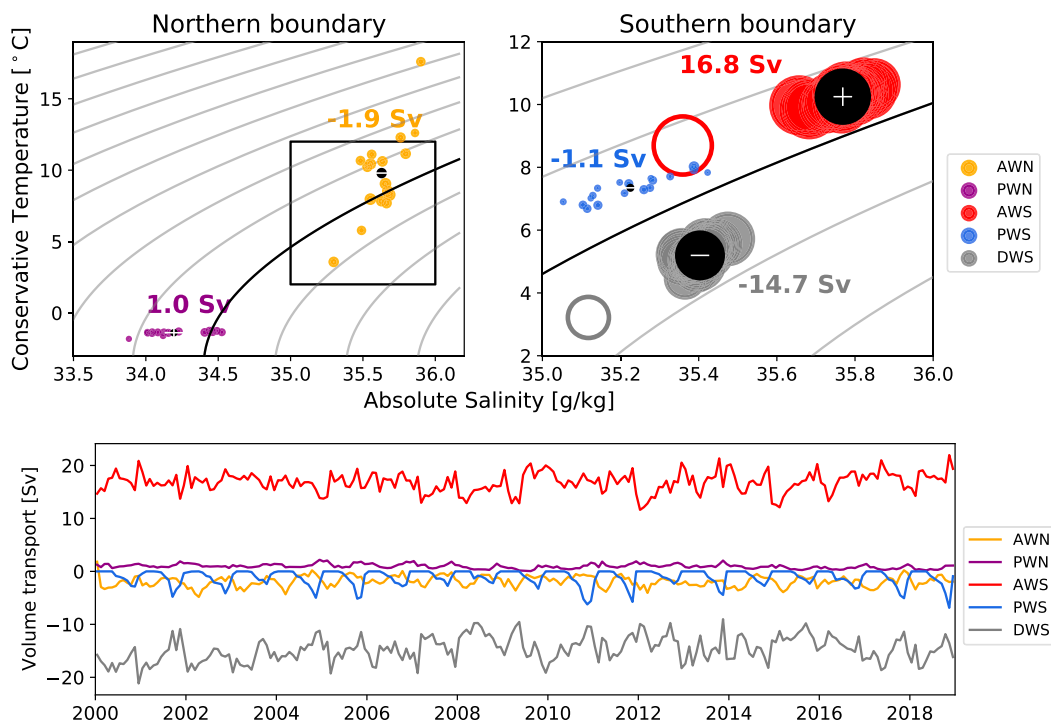 Northern boundary
Southern boundary
Conservative Temperature [°C]
15
10
5
0
33.5 34.0 34.5 35.0 35.5 36.0
-1.9 Sv
1.0 Sv
12
10
8
6
4
2
35.0 35.2 35.4 35.6 35.8 36.0
16.8 Sv
-1.1 Sv
-14.7 Sv
+
−
AWN
PWN
AWS
PWS
DWS
Absolute Salinity [g/kg]
Volume transport [Sv]
20
10
0
−10
−20
2000 2002 2004 2006 2008 2010 2012 2014 2016 2018
AWN
PWN
AWS
PWS
DWS